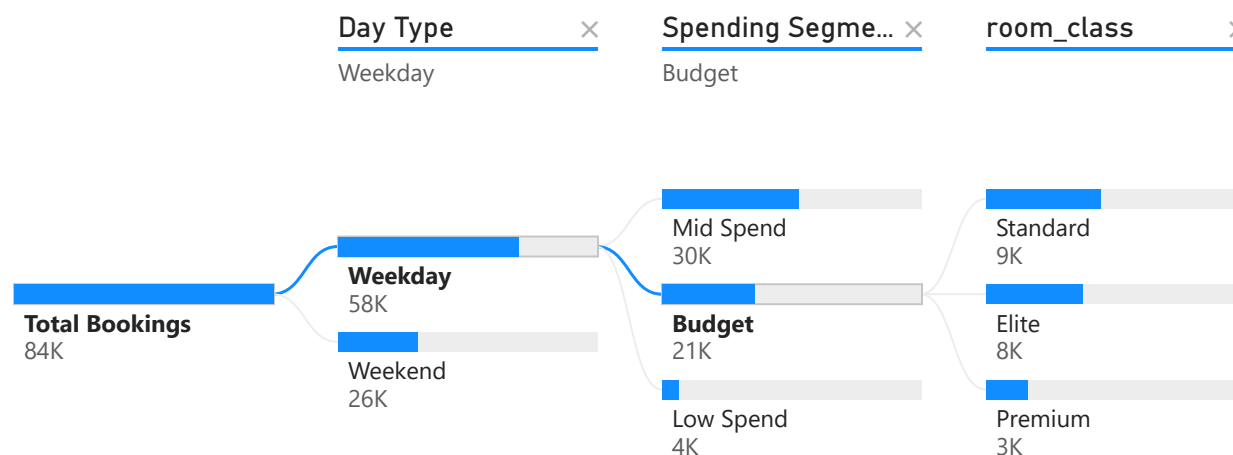 Day Type
Weekday
Spending Segme...
Budget
room_class
Total Bookings
84K
Weekday
58K
Weekend
26K
Mid Spend
30K
Budget
21K
Low Spend
4K
Standard
9K
Elite
8K
Premium
3K